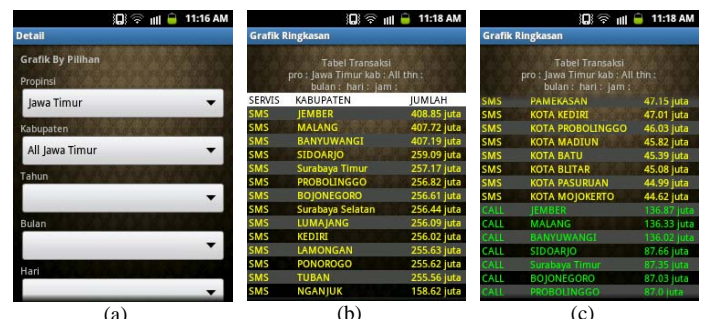 11:16 AM
Detail
Grafik By Pilihan
Propinsi
Jawa Timur
Kabupaten
All Jawa Timur
Tahun
Bulan
Hari
(a)
11:18 AM
Grafik Ringkasan
Tabel Transaksi
pro : Jawa Timur kab : All thn :
bulan : hari : jam :
SERVIS KABUPATEN JUMLAH
SMS JEMBER 408.85 juta
SMS MALANG 407.72 juta
SMS BANYUWANGI 407.19 juta
SMS SIDOARJO 259.09 juta
SMS Surabaya Timur 257.17 juta
SMS PROBOLINGGO 256.82 juta
SMS BOJONEGORO 256.61 juta
SMS Surabaya Selatan 256.44 juta
SMS LUMAJANG 256.09 juta
SMS KEDIRI 256.02 juta
SMS LAMONGAN 255.63 juta
SMS PONOROGO 255.62 juta
SMS TUBAN 255.56 juta
SMS NGANJUK 158.62 juta
(b)
11:18 AM
Grafik Ringkasan
Tabel Transaksi
pro : Jawa Timur kab : All thn :
bulan : hari : jam :
SMS PAMEKASAN 47.15 juta
SMS KOTA KEDIRI 47.01 juta
SMS KOTA PROBOLINGGO 46.03 juta
SMS KOTA MADIUN 45.82 juta
SMS KOTA BATU 45.39 juta
SMS KOTA BLITAR 45.08 juta
SMS KOTA PASURUAN 44.99 juta
SMS KOTA MOJOKERTO 44.62 juta
CALL JEMBER 136.87 juta
CALL MALANG 136.33 juta
CALL BANYUWANGI 136.02 juta
CALL SIDOARJO 87.66 juta
CALL Surabaya Timur 87.35 juta
CALL BOJONEGORO 87.03 juta
CALL PROBOLINGGO 87.0 juta
(c)